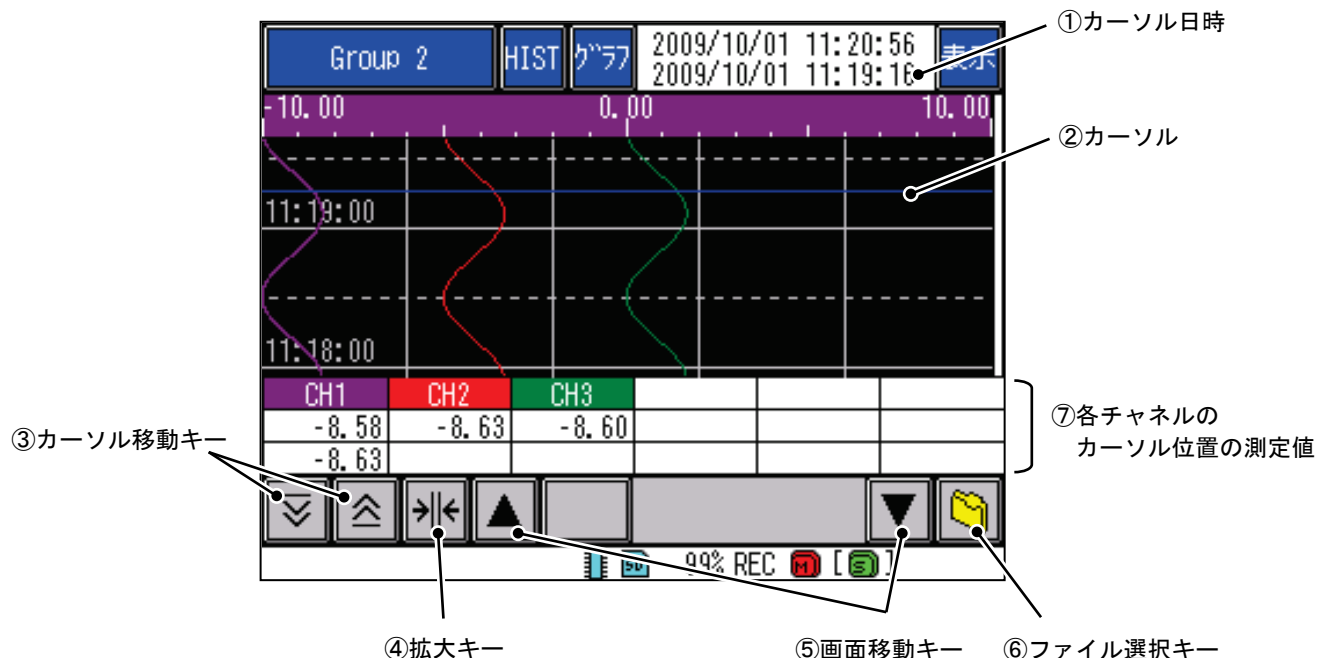 ①カーソル日時
Group 2 HIST グラフ 2009/10/01 11:20:56 表示
2009/10/01 11:19:16
-10.00 0.00 10.00
②カーソル
11:19:00
11:18:00
CH1 CH2 CH3
-8.58 -8.63 -8.60
-8.63
⑦各チャネルの
カーソル位置の測定値
③カーソル移動キー
SD 99% REC M [S]
④拡大キー ⑤画面移動キー ⑥ファイル選択キー